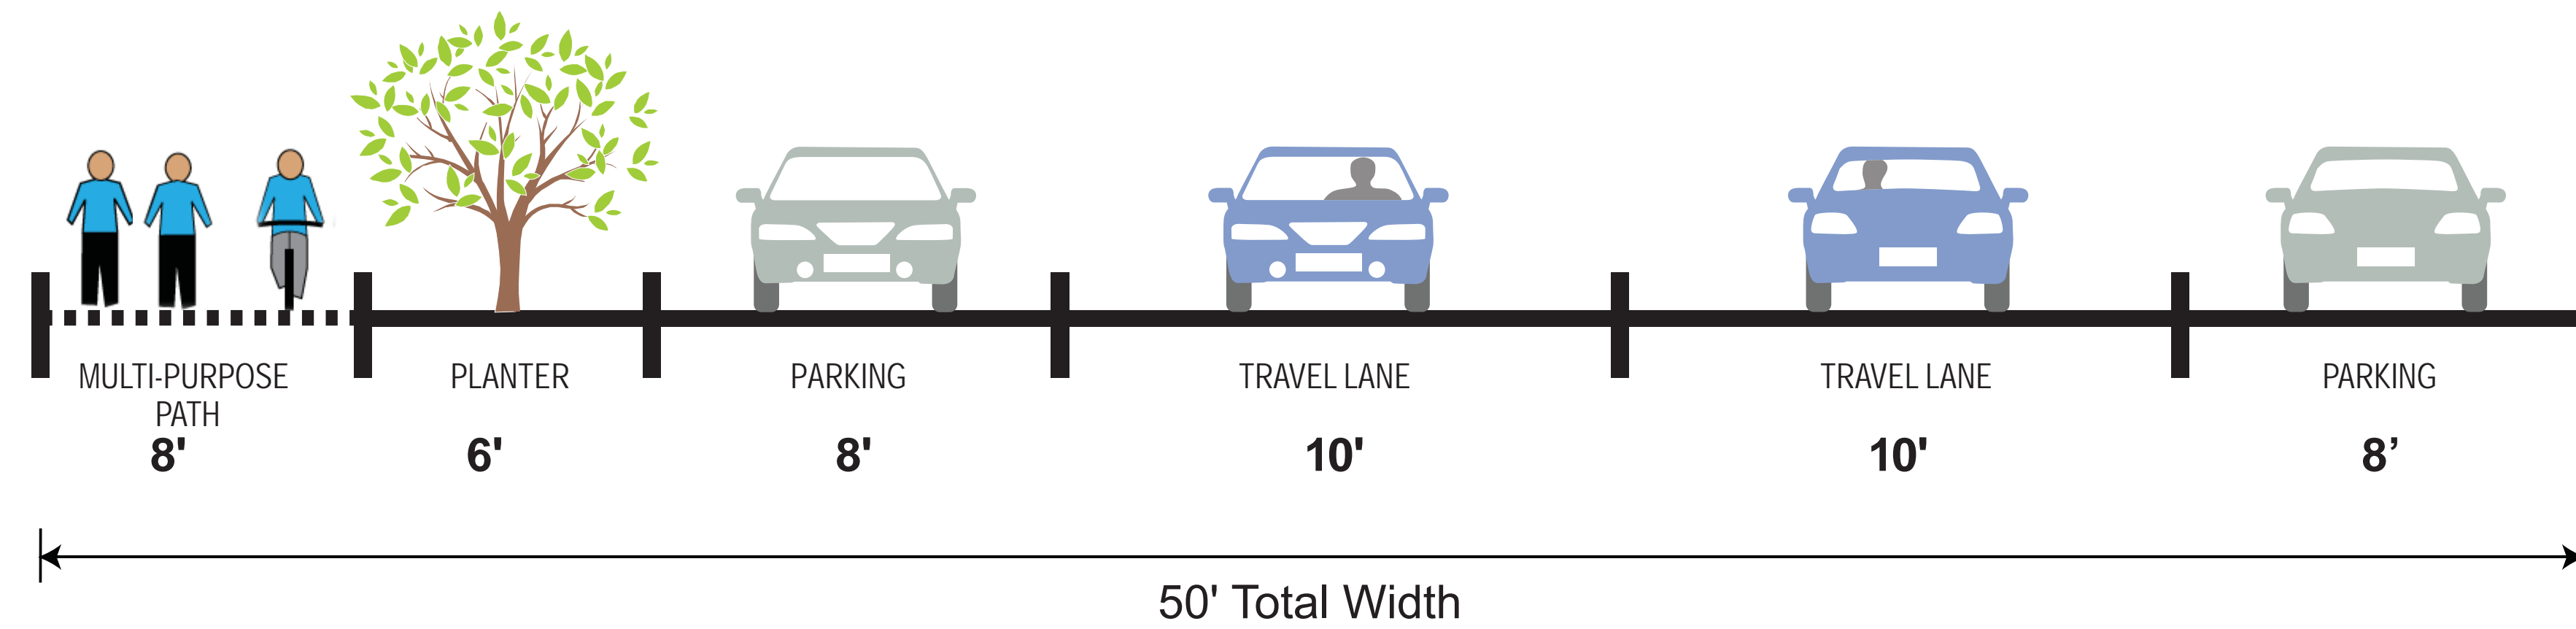 MULTI-PURPOSE
PATH
8'
PLANTER
6'
PARKING
8'
TRAVEL LANE
10'
TRAVEL LANE
10'
PARKING
8’
50' Total Width